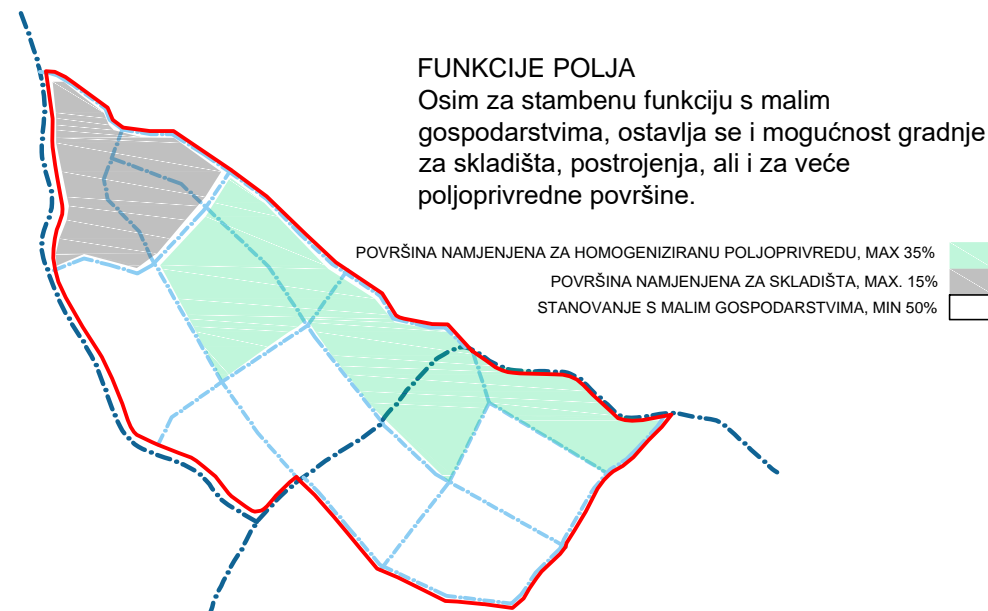 FUNKCIJE POLJA
Osim za stambenu funkciju s malim
gospodarstvima, ostavlja se i mogućnost gradnje
za skladišta, postrojenja, ali i za veće
poljoprivredne površine.
POVRŠINA NAMJENJENA ZA HOMOGENIZIRANU POLJOPRIVREDU, MAX 35%
POVRŠINA NAMJENJENA ZA SKLADIŠTA, MAX. 15%
STANOVANJE S MALIM GOSPODARSTVIMA, MIN 50%